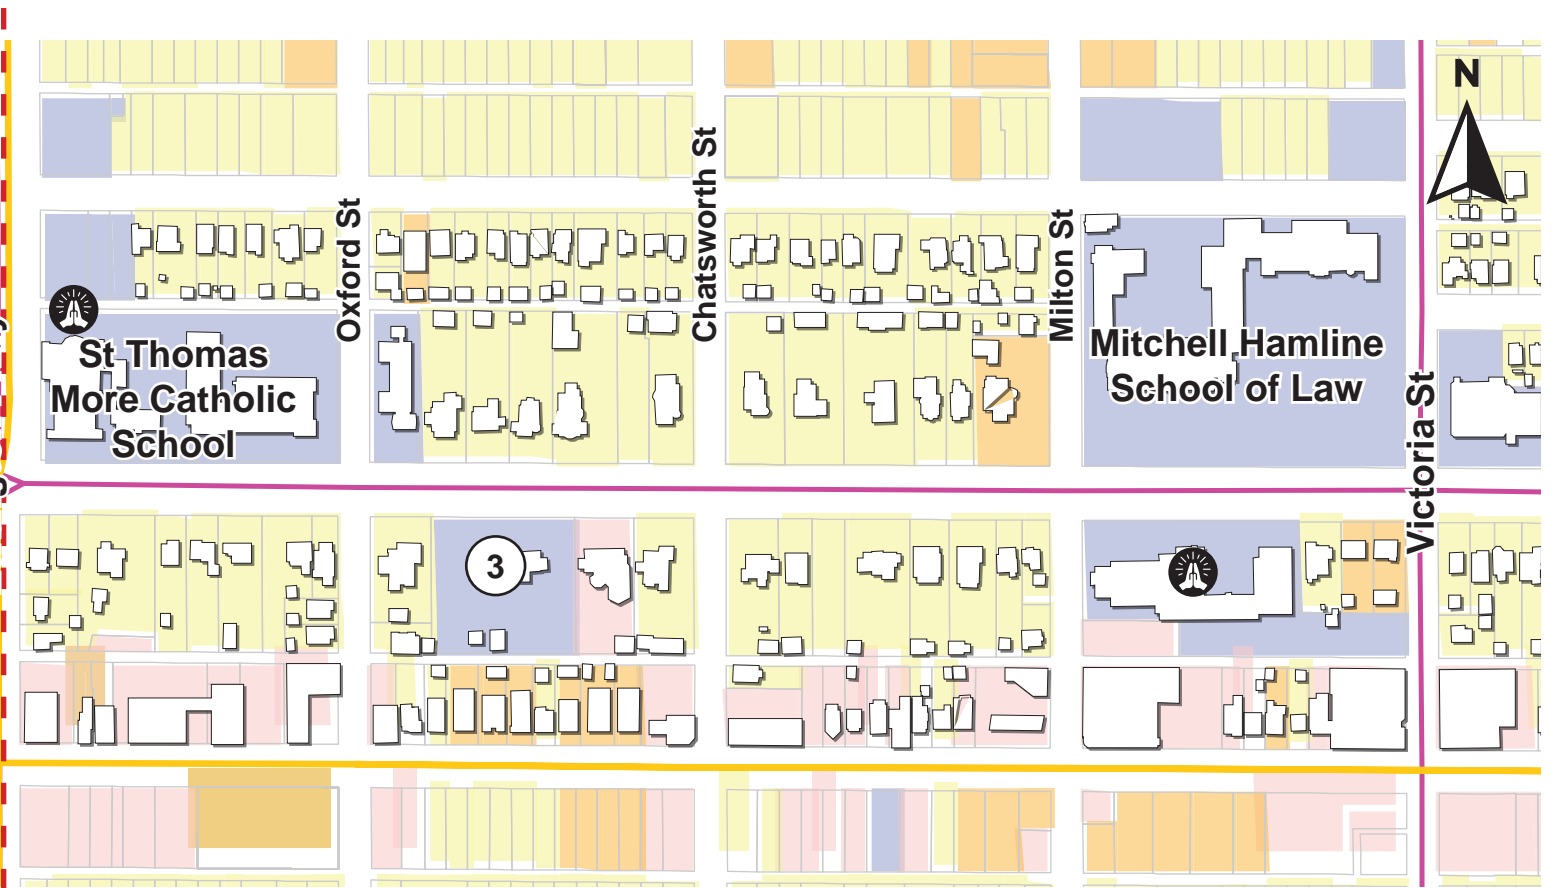 N
Oxford St
Chatsworth St
Milton St
Victoria St
St Thomas
More Catholic
School
Mitchell Hamline
School of Law
3